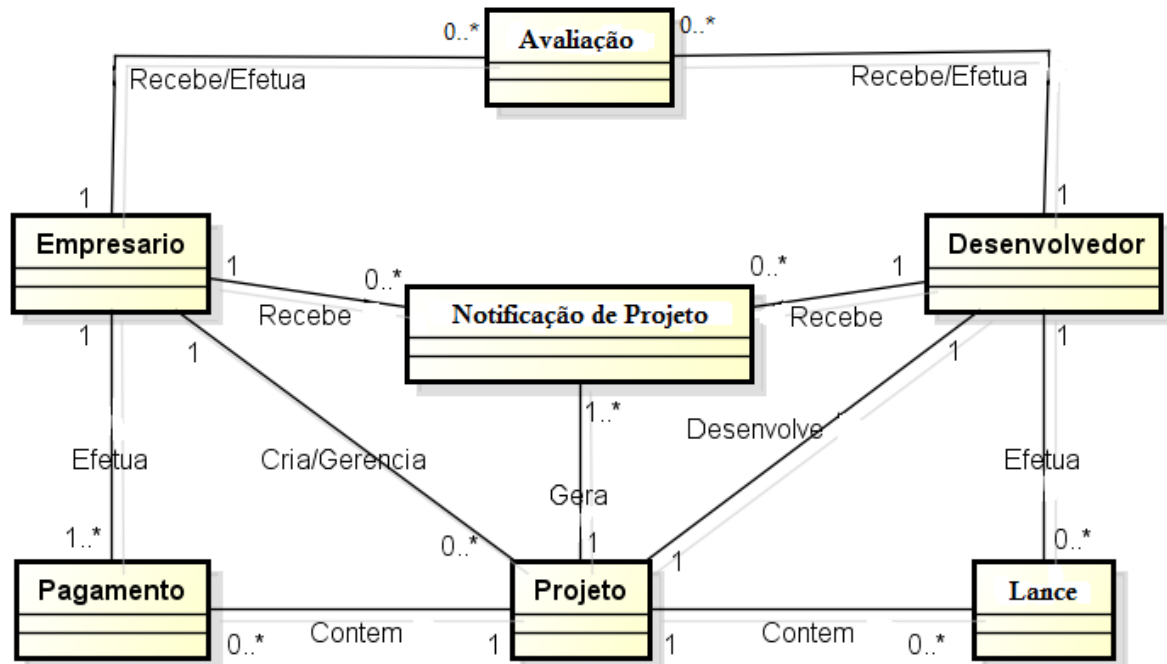 0..*
Avaliação
0..*
Recebe/Efetua
Recebe/Efetua
1
1
Empresario
Desenvolvedor
1
0..*
0..*
1
Recebe
Notificação de Projeto
Recebe
1
1
1
1
1..*
Desenvolve
Efetua
Cria/Gerencia
Efetua
Gera
1..*
0..*
1
1
0..*
Pagamento
Projeto
Lance
0..*
Contem
1
1
Contem
0..*